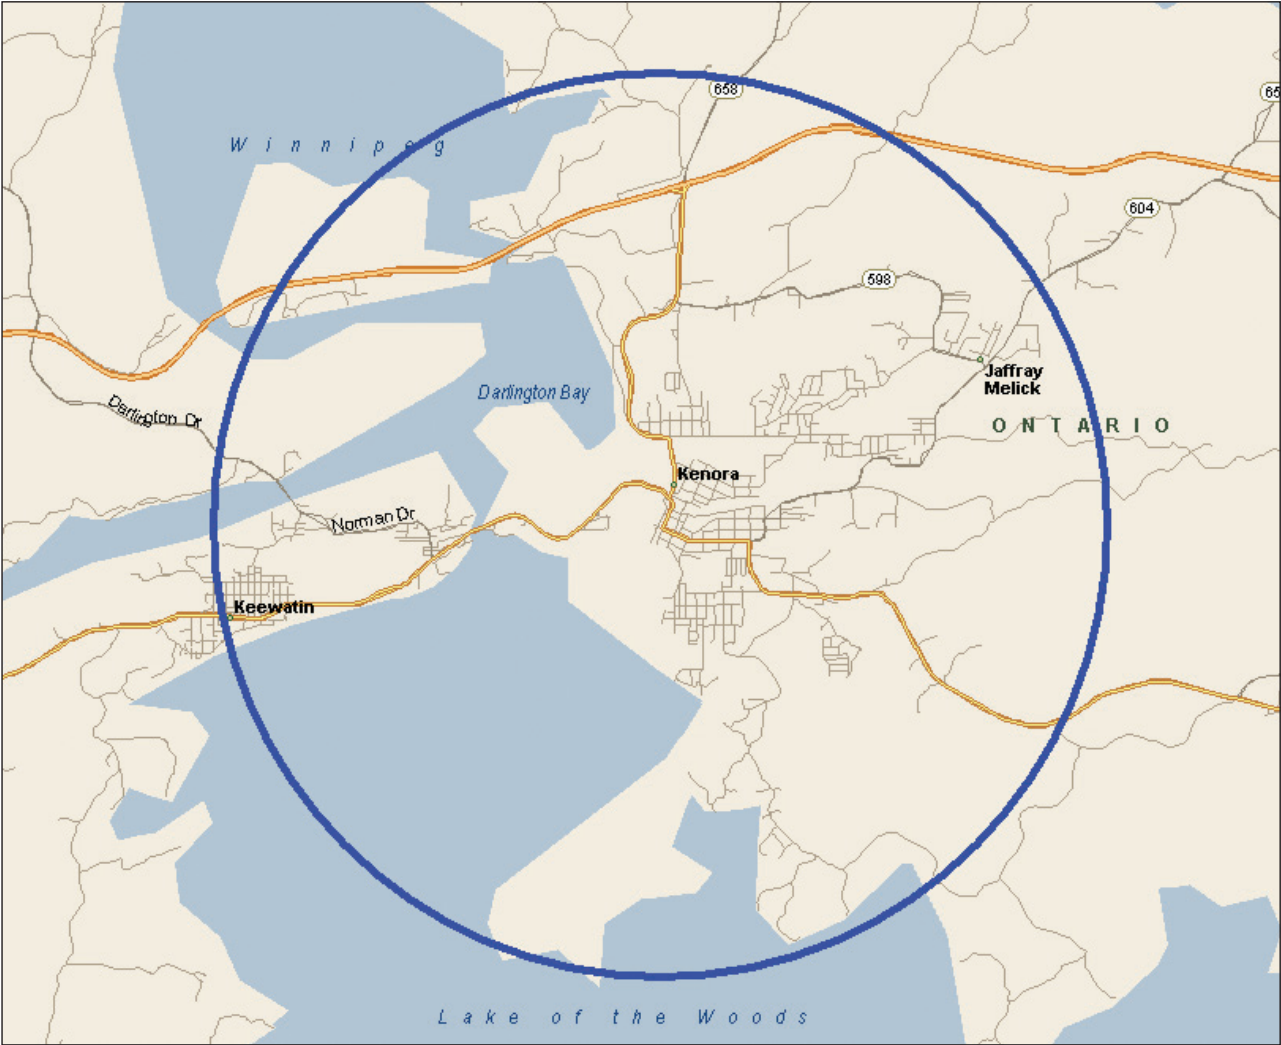 658
65
Winnipeg
604
598
Jaffray
Melick
Darlington Bay
Darlington Dr
ONTARIO
Kenora
Norman Dr
Keewatin
Lake of the Woods